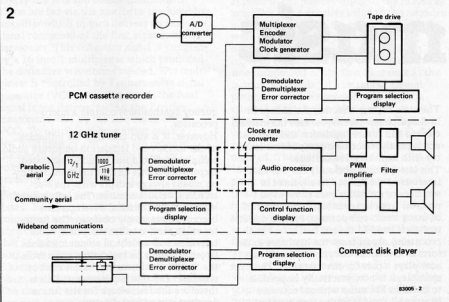 2
A/D
converter
Multiplexer
Encoder
Modulator
Clock generator
Tape drive
Demodulator
Demultiplexer
Error corrector
PCM cassette recorder
Program selection
display
12 GHz tuner
Clock rate
converter
Parabolic
aerial
12/1
GHz
1000/118
MHz
Demodulator
Demultiplexer
Error corrector
Audio processor
PWM
amplifier
Filter
Community aerial
Program selection
display
Control function
display
Wideband communications
Demodulator
Demultiplexer
Error corrector
Program selection
display
Compact disk player
83005 - 2